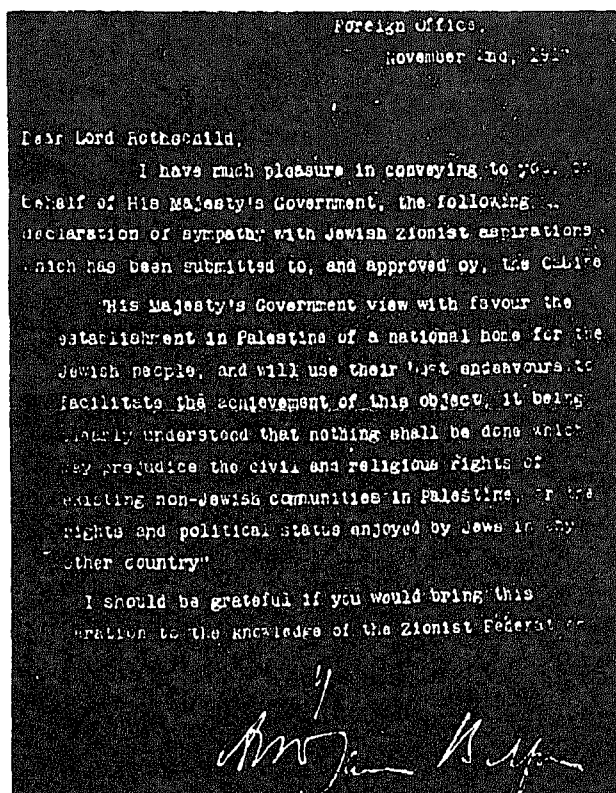 Foreign Office,
November 2nd, 191
Dear Lord Rothschild,
I have much pleasure in conveying to you, on
behalf of His Majesty's Government, the following
declaration of sympathy with Jewish Zionist aspirations
which has been submitted to, and approved by, the Cabine
"His Majesty's Government view with favour the
establishment in Palestine of a national home for the
Jewish people, and will use their best endeavours to
facilitate the achievement of this object, it being
clearly understood that nothing shall be done which
may prejudice the civil and religious rights of
existing non-Jewish communities in Palestine, or the
rights and political status enjoyed by Jews in any
other country"
I should be grateful if you would bring this
eration to the knowledge of the Zionist Federation